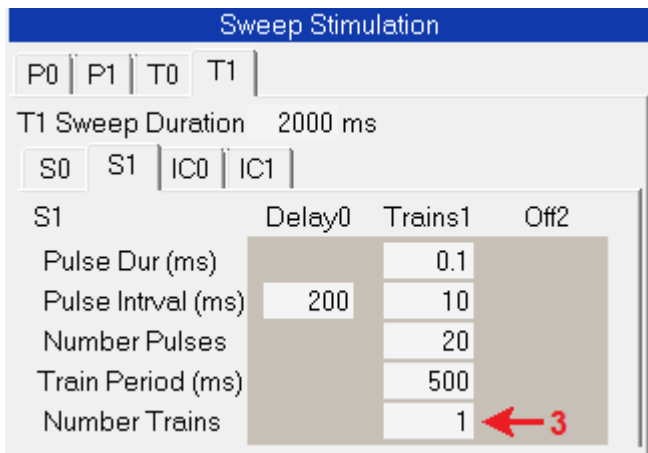 Sweep Stimulation
P0 P1 T0 T1
T1 Sweep Duration 2000 ms
S0 S1 IC0 IC1
S1 Delay0 Trains1 Off2
Pulse Dur (ms) 0.1
Pulse Intrval (ms) 200 10
Number Pulses 20
Train Period (ms) 500
Number Trains 1 3